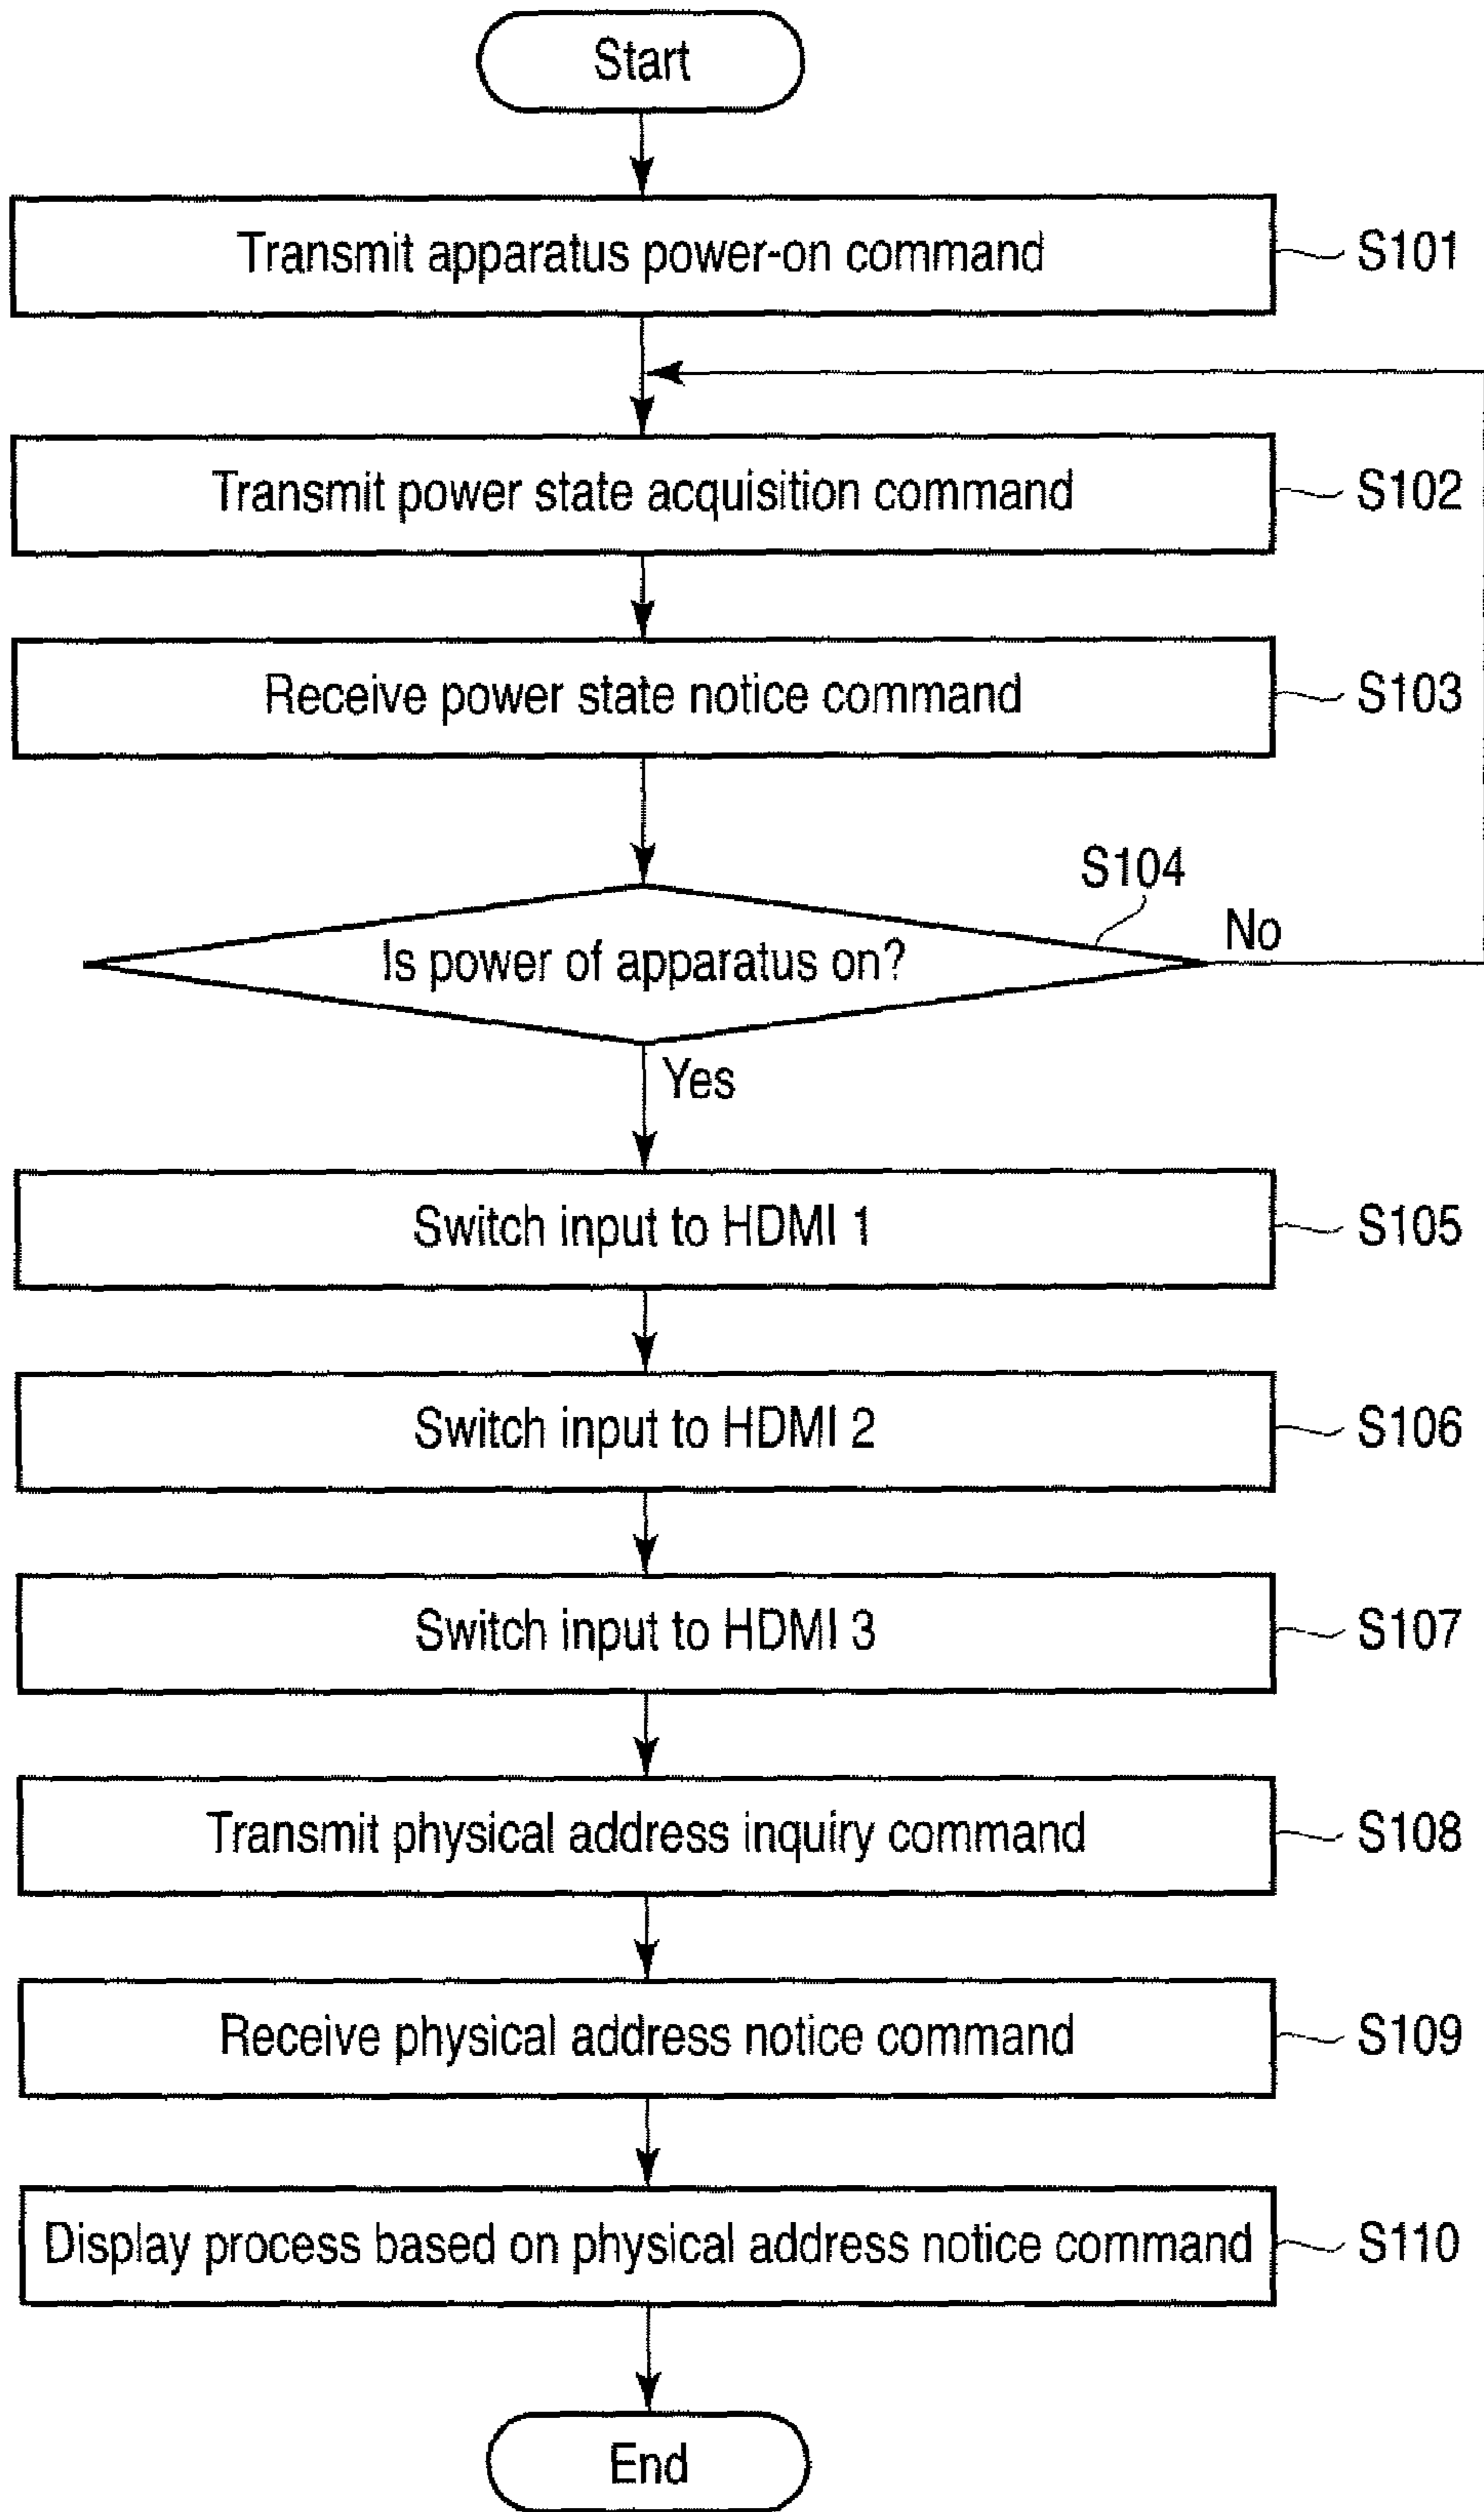 Start
Transmit apparatus power-on command
S101
Transmit power state acquisition command
S102
Receive power state notice command
S103
S104
Is power of apparatus on?
No
Yes
Switch input to HDMI 1
S105
Switch input to HDMI 2
S106
Switch input to HDMI 3
S107
Transmit physical address inquiry command
S108
Receive physical address notice command
S109
Display process based on physical address notice command
S110
End